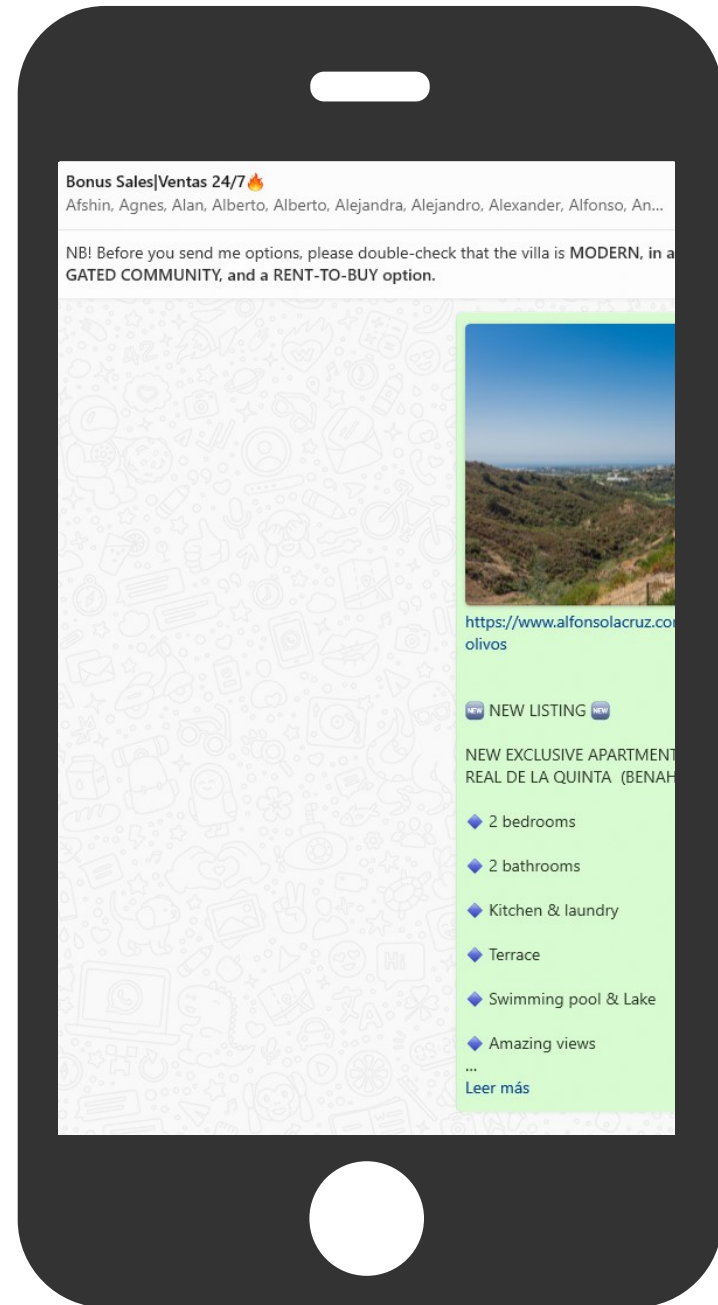 Bonus Sales|Ventas 24/7🔥
Afshin, Agnes, Alan, Alberto, Alberto, Alejandra, Alejandro, Alexander, Alfonso, An...
NB! Before you send me options, please double-check that the villa is MODERN, in a
GATED COMMUNITY, and a RENT-TO-BUY option.
https://www.alfonsolacruz.co
olivos
🆕 NEW LISTING 🆕
NEW EXCLUSIVE APARTMENT
REAL DE LA QUINTA (BENAH
🔷 2 bedrooms
🔷 2 bathrooms
🔷 Kitchen & laundry
🔷 Terrace
🔷 Swimming pool & Lake
🔷 Amazing views
...
Leer más